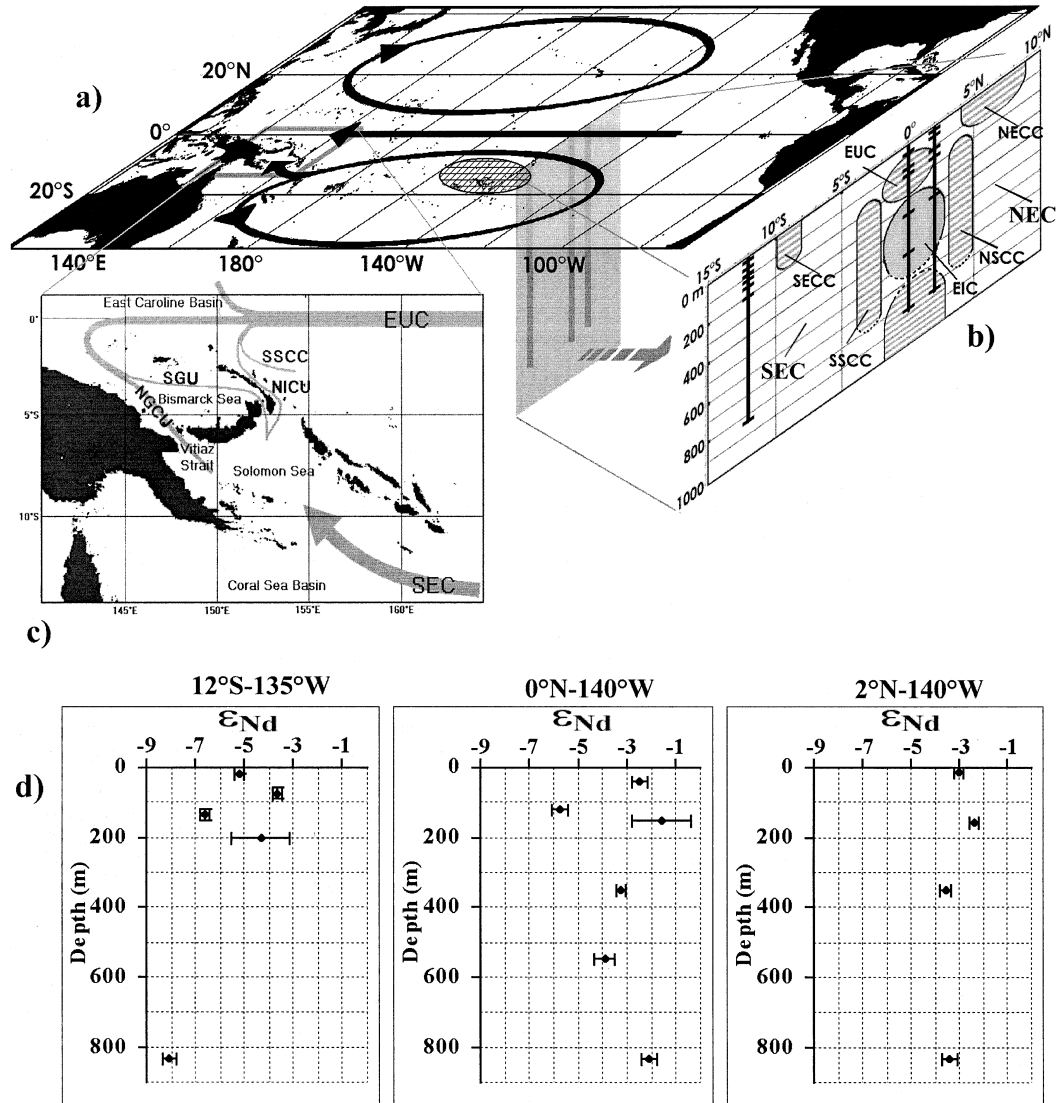 a)
20°N
0°
20°S
140°E
180°
140°W
100°W
10°N
5°N
0°
5°S
10°S
15°S
NECC
EUC
NEC
NSCC
EIC
SECC
SEC
SSCC
0 m
200
400
600
800
1000
b)
East Caroline Basin
EUC
0°
SSCC
SGU
NICU
Bismarck Sea
NGCU
5°S
Vitiaz
Strait
Solomon Sea
10°S
SEC
Coral Sea Basin
145°E
150°E
155°E
160°E
c)
d)
12°S-135°W
εNd
-9 -7 -5 -3 -1
0
200
400
600
800
Depth (m)
0°N-140°W
εNd
-9 -7 -5 -3 -1
0
200
400
600
800
Depth (m)
2°N-140°W
εNd
-9 -7 -5 -3 -1
0
200
400
600
800
Depth (m)